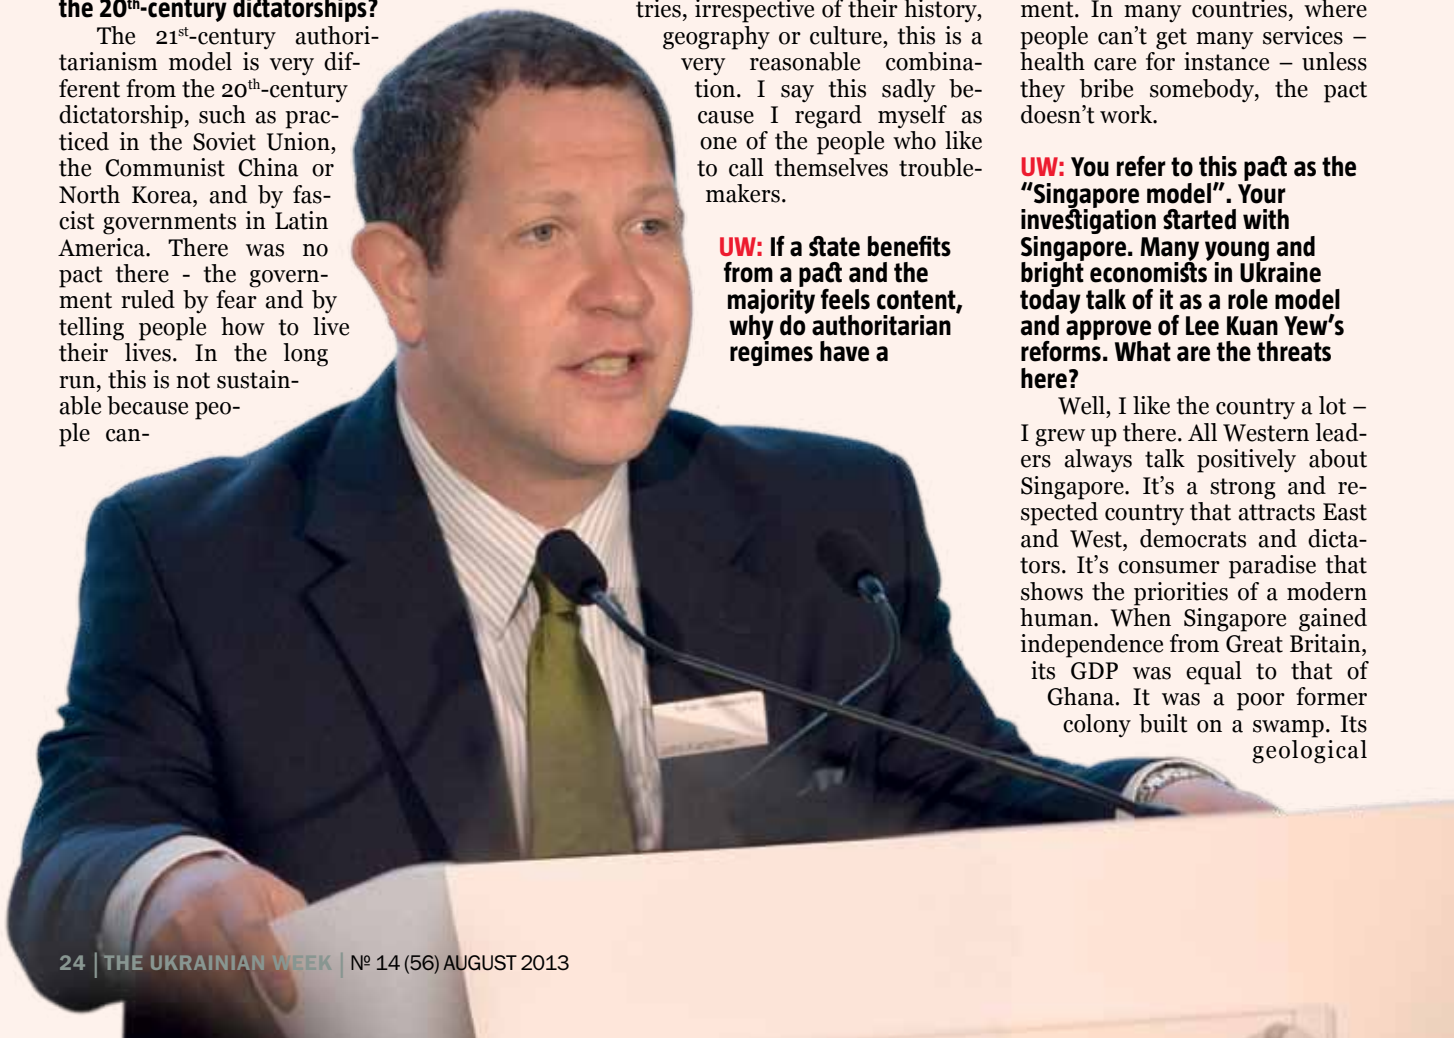 the 20th-century dictatorships?
The 21st-century authori-
tarianism model is very dif-
ferent from the 20th-century
dictatorship, such as prac-
ticed in the Soviet Union,
the Communist China or
North Korea, and by fas-
cist governments in Latin
America. There was no
pact there - the govern-
ment ruled by fear and by
telling people how to live
their lives. In the long
run, this is not sustain-
able because peo-
ple can-
tries, irrespective of their history,
geography or culture, this is a
very reasonable combina-
tion. I say this sadly be-
cause I regard myself as
one of the people who like
to call themselves trouble-
makers.
UW: If a state benefits
from a pact and the
majority feels content,
why do authoritarian
regimes have a
ment. In many countries, where
people can't get many services –
health care for instance – unless
they bribe somebody, the pact
doesn't work.
UW: You refer to this pact as the
“Singapore model”. Your
investigation started with
Singapore. Many young and
bright economists in Ukraine
today talk of it as a role model
and approve of Lee Kuan Yew's
reforms. What are the threats
here?
Well, I like the country a lot –
I grew up there. All Western lead-
ers always talk positively about
Singapore. It's a strong and re-
spected country that attracts East
and West, democrats and dicta-
tors. It's consumer paradise that
shows the priorities of a modern
human. When Singapore gained
independence from Great Britain,
its GDP was equal to that of
Ghana. It was a poor former
colony built on a swamp. Its
geological
24 | THE UKRAINIAN WEEK | № 14 (56) AUGUST 2013